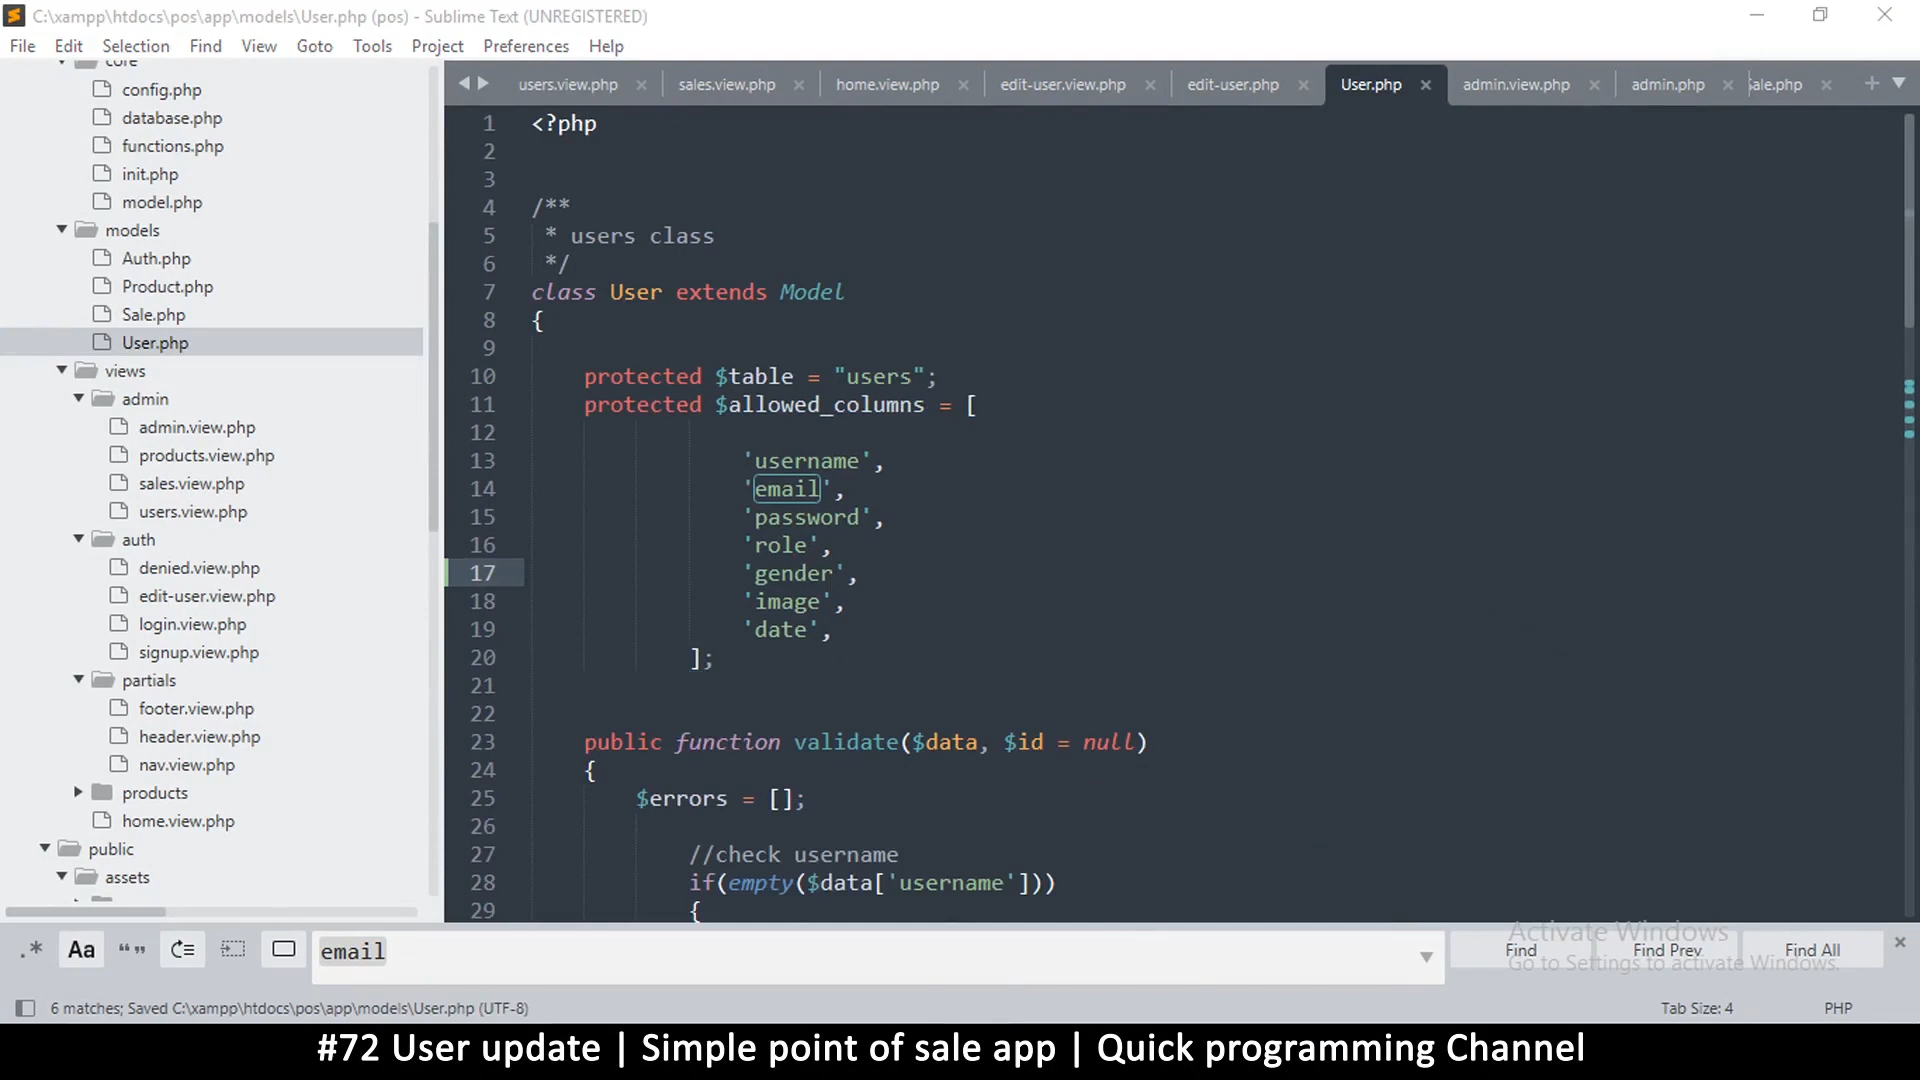 C:\xampp\htdocs\pos\app\models\User.php (pos) - Sublime Text (UNREGISTERED)
File Edit Selection Find View Goto Tools Project Preferences Help
core
config.php
database.php
functions.php
init.php
model.php
models
Auth.php
Product.php
Sale.php
User.php
views
admin
admin.view.php
products.view.php
sales.view.php
users.view.php
auth
denied.view.php
edit-user.view.php
login.view.php
signup.view.php
partials
footer.view.php
header.view.php
nav.view.php
products
home.view.php
public
assets
users.view.php sales.view.php home.view.php edit-user.view.php edit-user.php User.php admin.view.php admin.php Sale.php
1 <?php
2
3
4 /**
5 * users class
6 */
7 class User extends Model
8 {
9
10 protected $table = "users";
11 protected $allowed_columns = [
12
13 'username',
14 'email',
15 'password',
16 'role',
17 'gender',
18 'image',
19 'date',
20 ];
21
22
23 public function validate($data, $id = null)
24 {
25 $errors = [];
26
27 //check username
28 if(empty($data['username']))
29 {
.* Aa “” email Find Find Prev Find All
Activate Windows
Go to Settings to activate Windows.
6 matches; Saved C:\xampp\htdocs\pos\app\models\User.php (UTF-8) Tab Size: 4 PHP
#72 User update | Simple point of sale app | Quick programming Channel